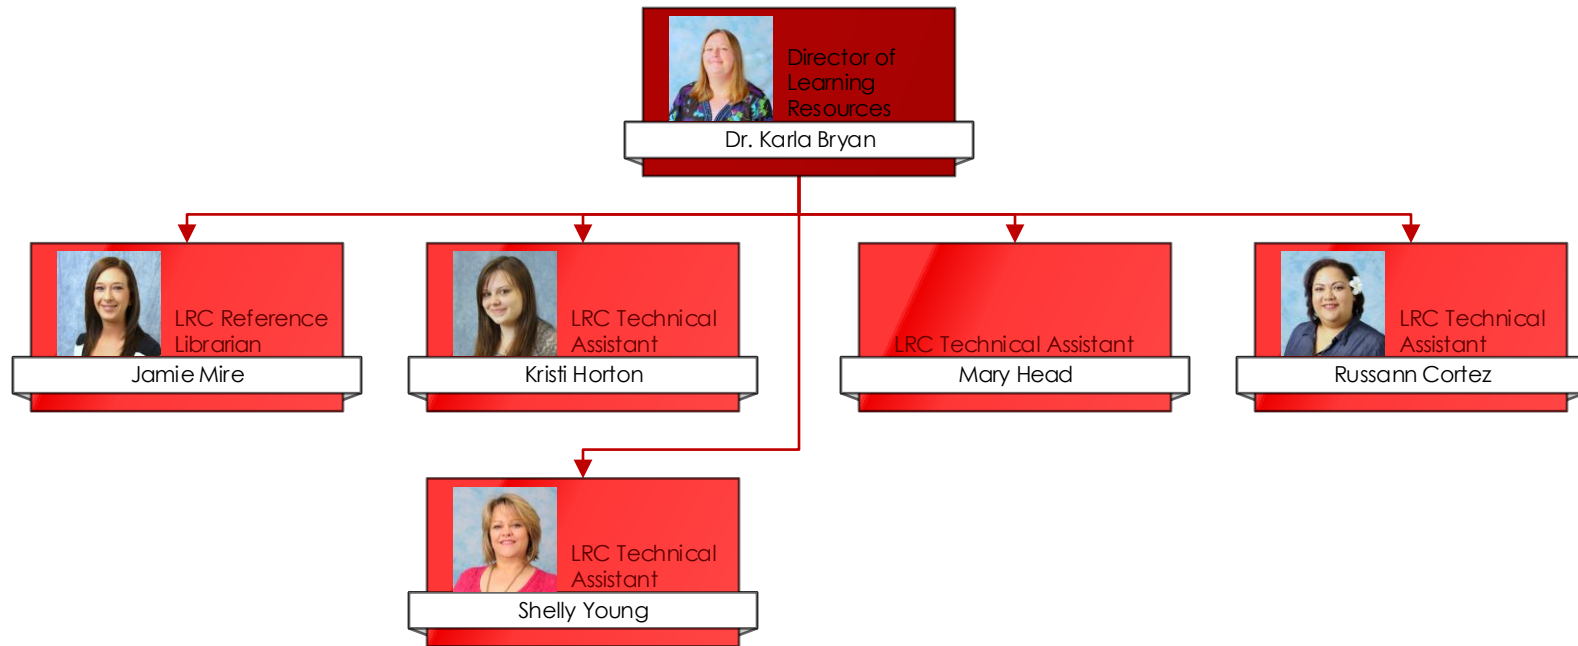 Director of
Learning
Resources
Dr. Karla Bryan
LRC Reference
Librarian
Jamie Mire
LRC Technical
Assistant
Kristi Horton
LRC Technical Assistant
Mary Head
LRC Technical
Assistant
Russann Cortez
LRC Technical
Assistant
Shelly Young